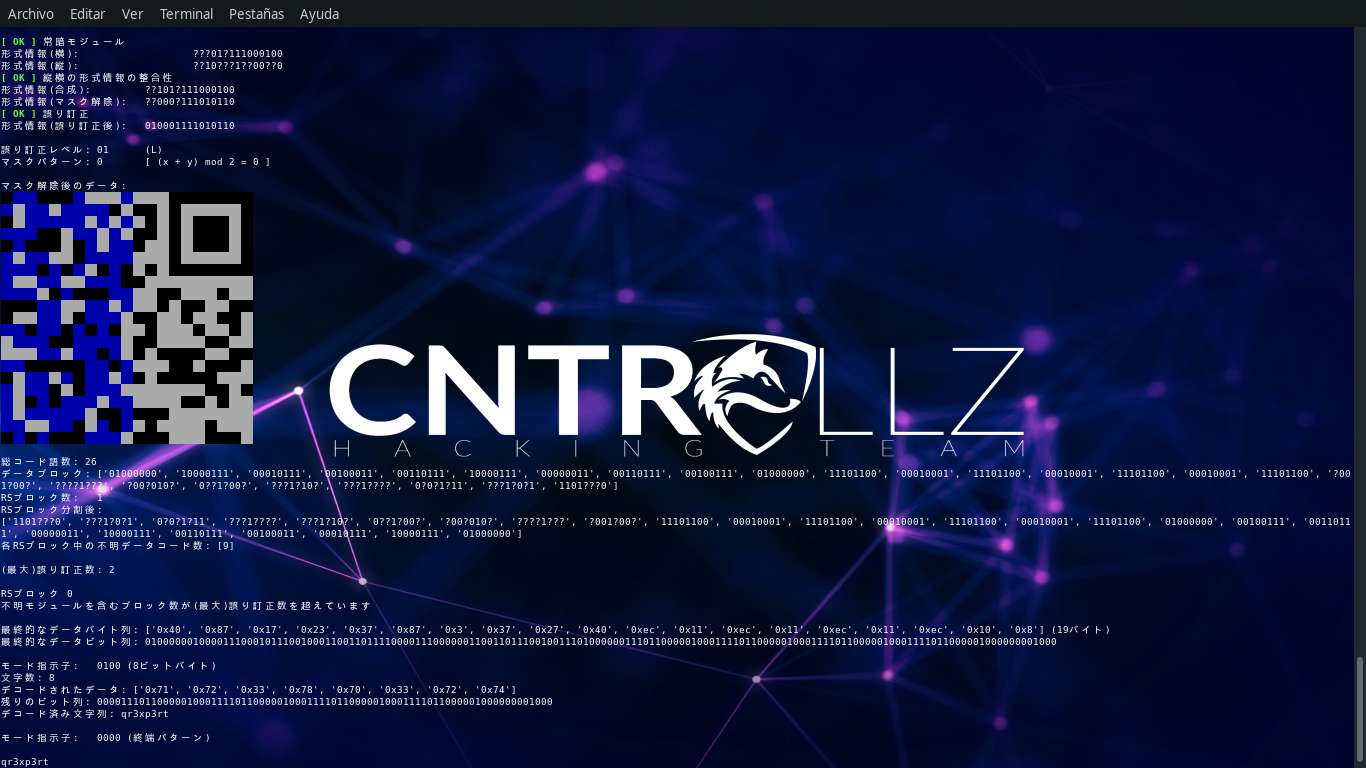 Archivo Editar Ver Terminal Pestañas Ayuda
[ OK ] 常暗モジュール
形式情報(横): ???01?111000100
形式情報(縦): ??10???1??00??0
[ OK ] 縦横の形式情報の整合性
形式情報(合成): ??101?111000100
形式情報(マスク解除): ??000?111010110
[ OK ] 誤り訂正
形式情報(誤り訂正後): 010001111010110
誤り訂正レベル: 01 (L)
マスクパターン: 0 [ (x + y) mod 2 = 0 ]
マスク解除後のデータ:
CNTROLLZ
HACKING TEAM
総コード語数: 26
データブロック: ['01000000', '10000111', '00010111', '00100011', '00110111', '10000111', '00000011', '00110111', '00100111', '01000000', '11101100', '00010001', '11101100', '00010001', '11101100', '00010001', '11101100', '?00
1?00?', '????1???', '?00?010?', '0??1?00?', '???1?10?', '???1????', '0?0?1?11', '???1?0?1', '1101???0']
RSブロック数: 1
RSブロック分割後:
['1101???0', '???1?0?1', '0?0?1?11', '???1????', '???1?10?', '0??1?00?', '?00?010?', '????1???', '?001?00?', '11101100', '00010001', '11101100', '00010001', '11101100', '00010001', '11101100', '01000000', '00100111', '0011011
1', '00000011', '10000111', '00110111', '00100011', '00010111', '10000111', '01000000']
各RSブロック中の不明データコード数: [9]
(最大)誤り訂正数: 2
RSブロック 0
不明モジュールを含むブロック数が(最大)誤り訂正数を超えています
最終的なデータバイト列: ['0x40', '0x87', '0x17', '0x23', '0x37', '0x87', '0x3', '0x37', '0x27', '0x40', '0xec', '0x11', '0xec', '0x11', '0xec', '0x11', '0xec', '0x10', '0x8'] (19バイト)
最終的なデータビット列: 01000000100001110001011100100011001101111000011100000011001101110010011101000000111011000001000111101100000100011110110000010001111011000001000000001000
モード指示子: 0100 (8ビットバイト)
文字数: 8
デコードされたデータ: ['0x71', '0x72', '0x33', '0x78', '0x70', '0x33', '0x72', '0x74']
残りのビット列: 0000111011000001000111101100000100011110110000010001111011000001000000001000
デコード済み文字列: qr3xp3rt
モード指示子: 0000 (終端パターン)
qr3xp3rt